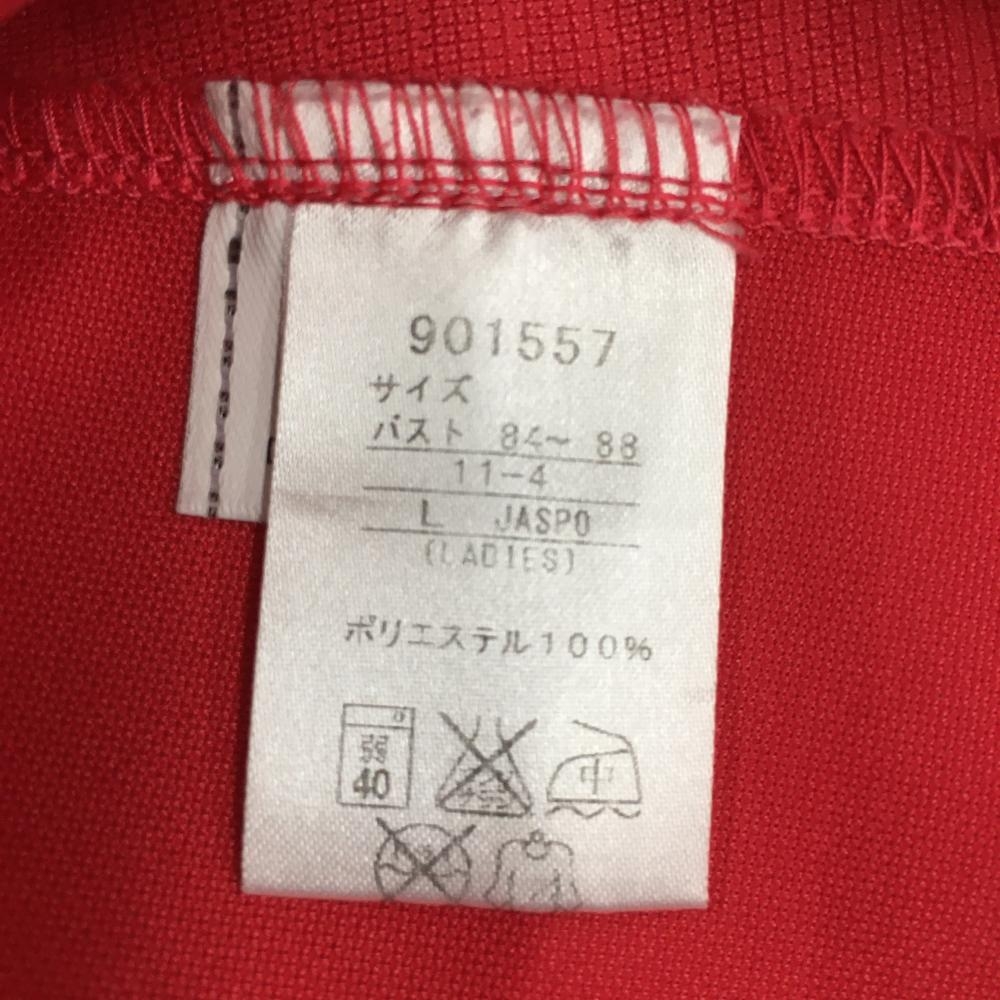 901557
サイズ
バスト 84～ 88
11-4
L JASPO
(LADIES)
ポリエステル100%
弱
40
中